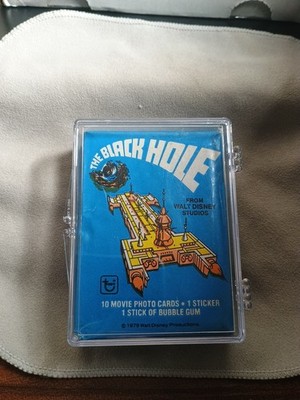 THE BLACK HOLE
FROM
WALT DISNEY
STUDIOS
10 MOVIE PHOTO CARDS • 1 STICKER
1 STICK OF BUBBLE GUM
© 1979 Walt Disney Productions